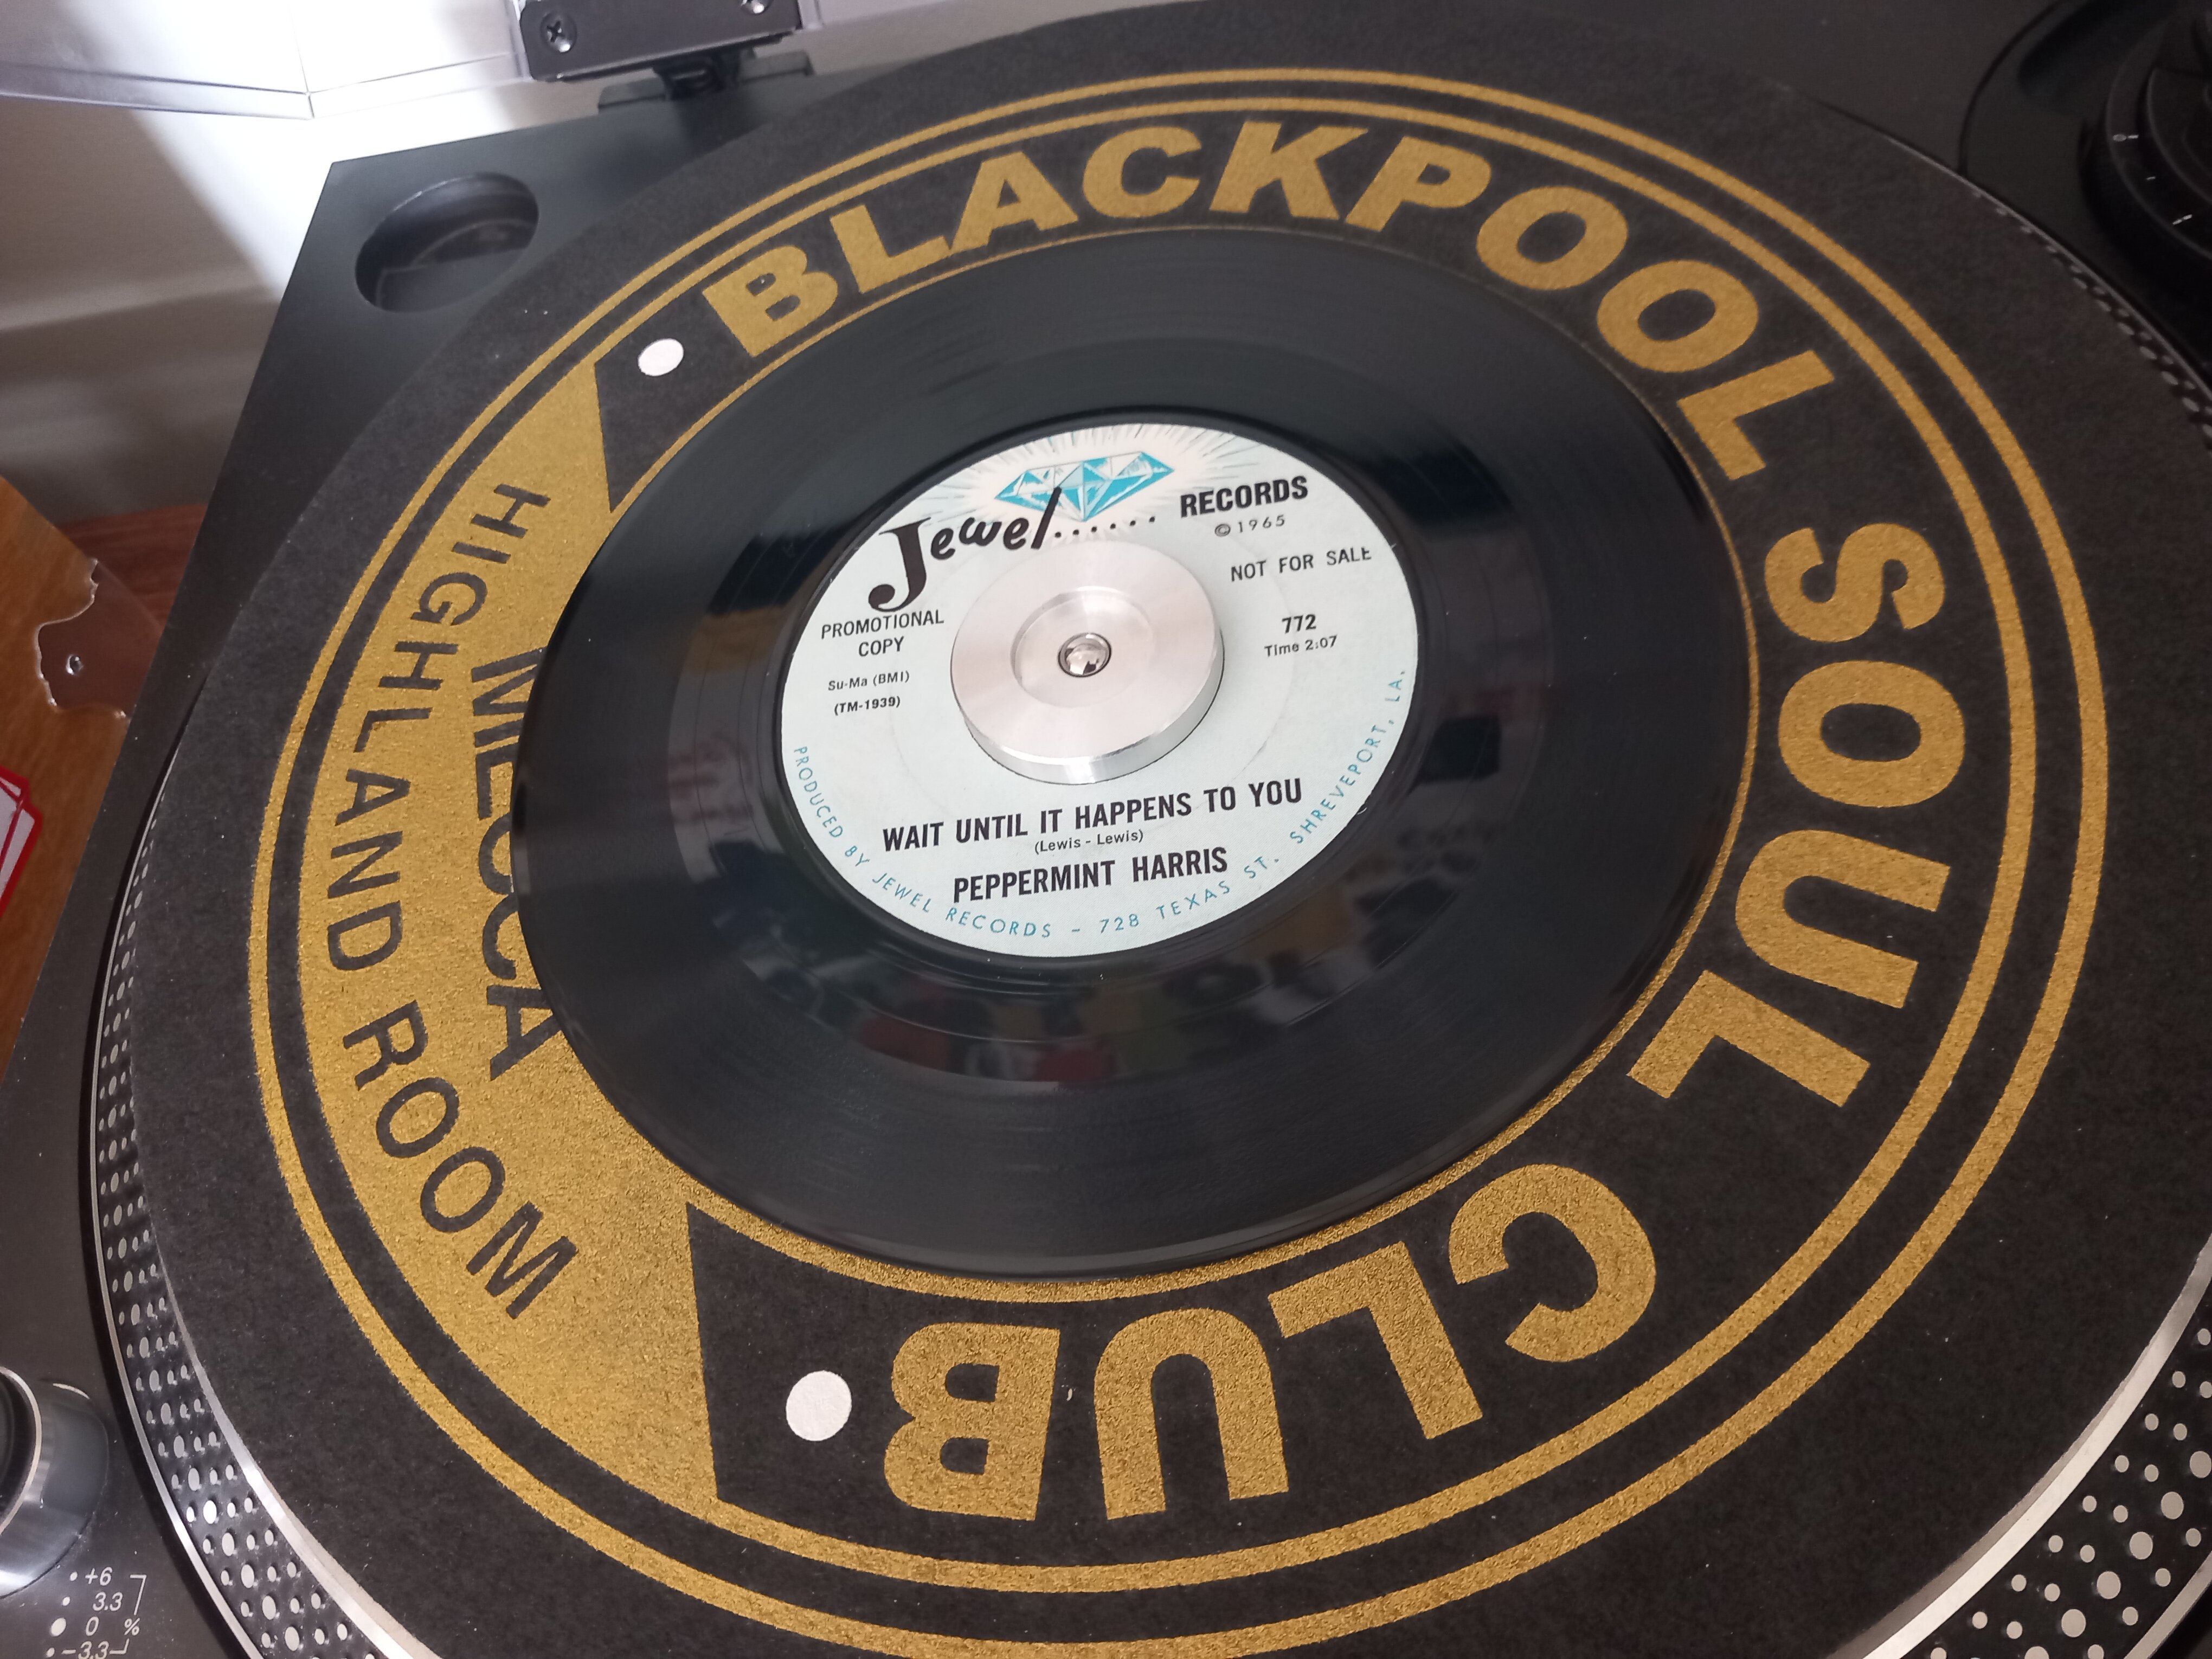 BLACKPOOL SOUL CLUB
HIGHLAND ROOM
MECCA
Jewel...... RECORDS
©1965
NOT FOR SALE
PROMOTIONAL
COPY
772
Time 2:07
Su-Ma (BMI)
(TM-1939)
WAIT UNTIL IT HAPPENS TO YOU
(Lewis - Lewis)
PEPPERMINT HARRIS
PRODUCED BY JEWEL RECORDS - 728 TEXAS ST. SHREVEPORT, LA.
+6
3.3
0 %
-3.3